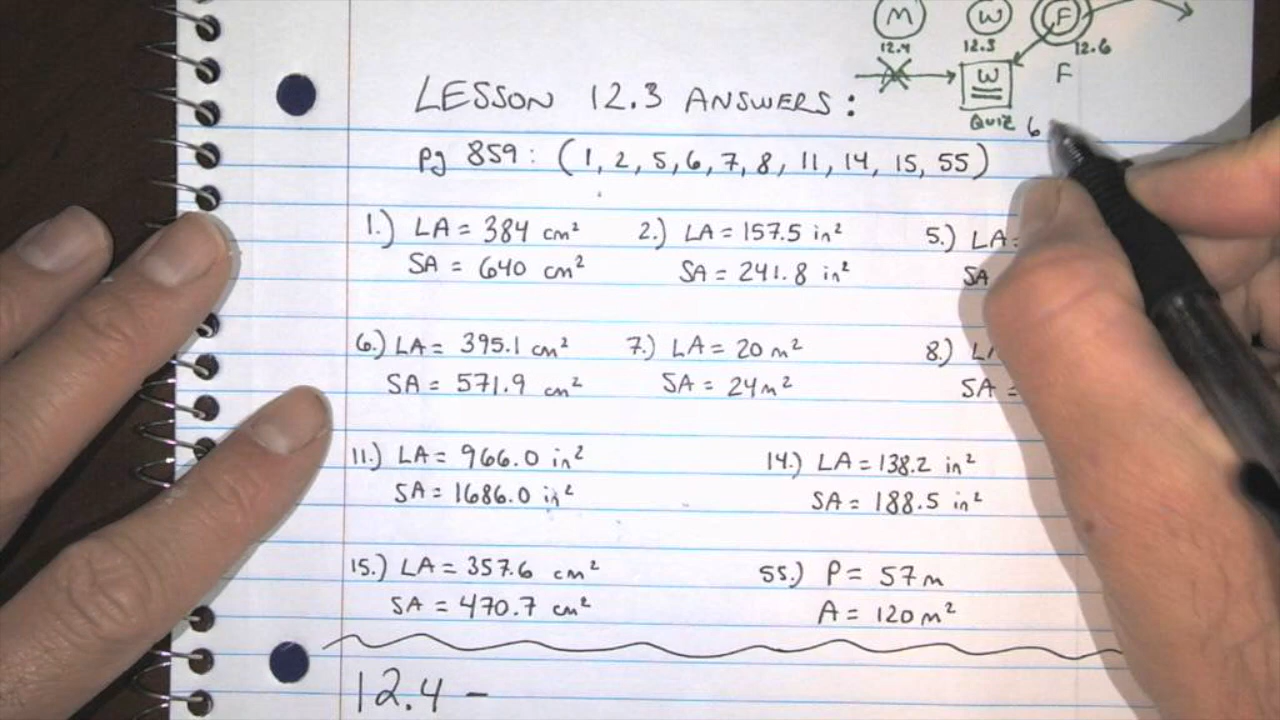 M W F
12.4 12.5 12.6
W F
QUIZ 6
LESSON 12.3 ANSWERS:
pg 859: (1, 2, 5, 6, 7, 8, 11, 14, 15, 55)
1.) LA = 384 cm² 2.) LA = 157.5 in² 5.) LA=
SA = 640 cm² SA = 241.8 in² SA
6.) LA = 395.1 cm² 7.) LA = 20 m² 8.) LA
SA = 571.9 cm² SA = 24 m² SA =
11.) LA = 966.0 in² 14.) LA = 138.2 in²
SA = 1686.0 in² SA = 188.5 in²
15.) LA = 357.6 cm² 55.) P = 57 m
SA = 470.7 cm² A = 120 m²
12.4 –